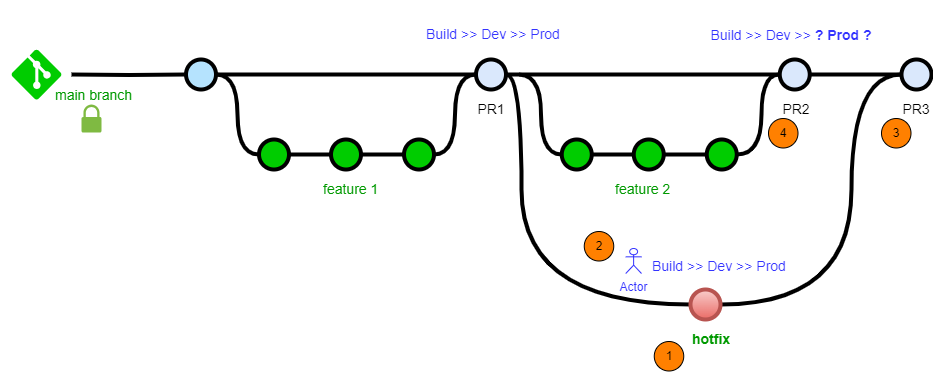 Build >> Dev >> Prod
Build >> Dev >> ? Prod ?
main branch
PR1
PR2
PR3
4
3
feature 1
feature 2
2
Actor
Build >> Dev >> Prod
hotfix
1